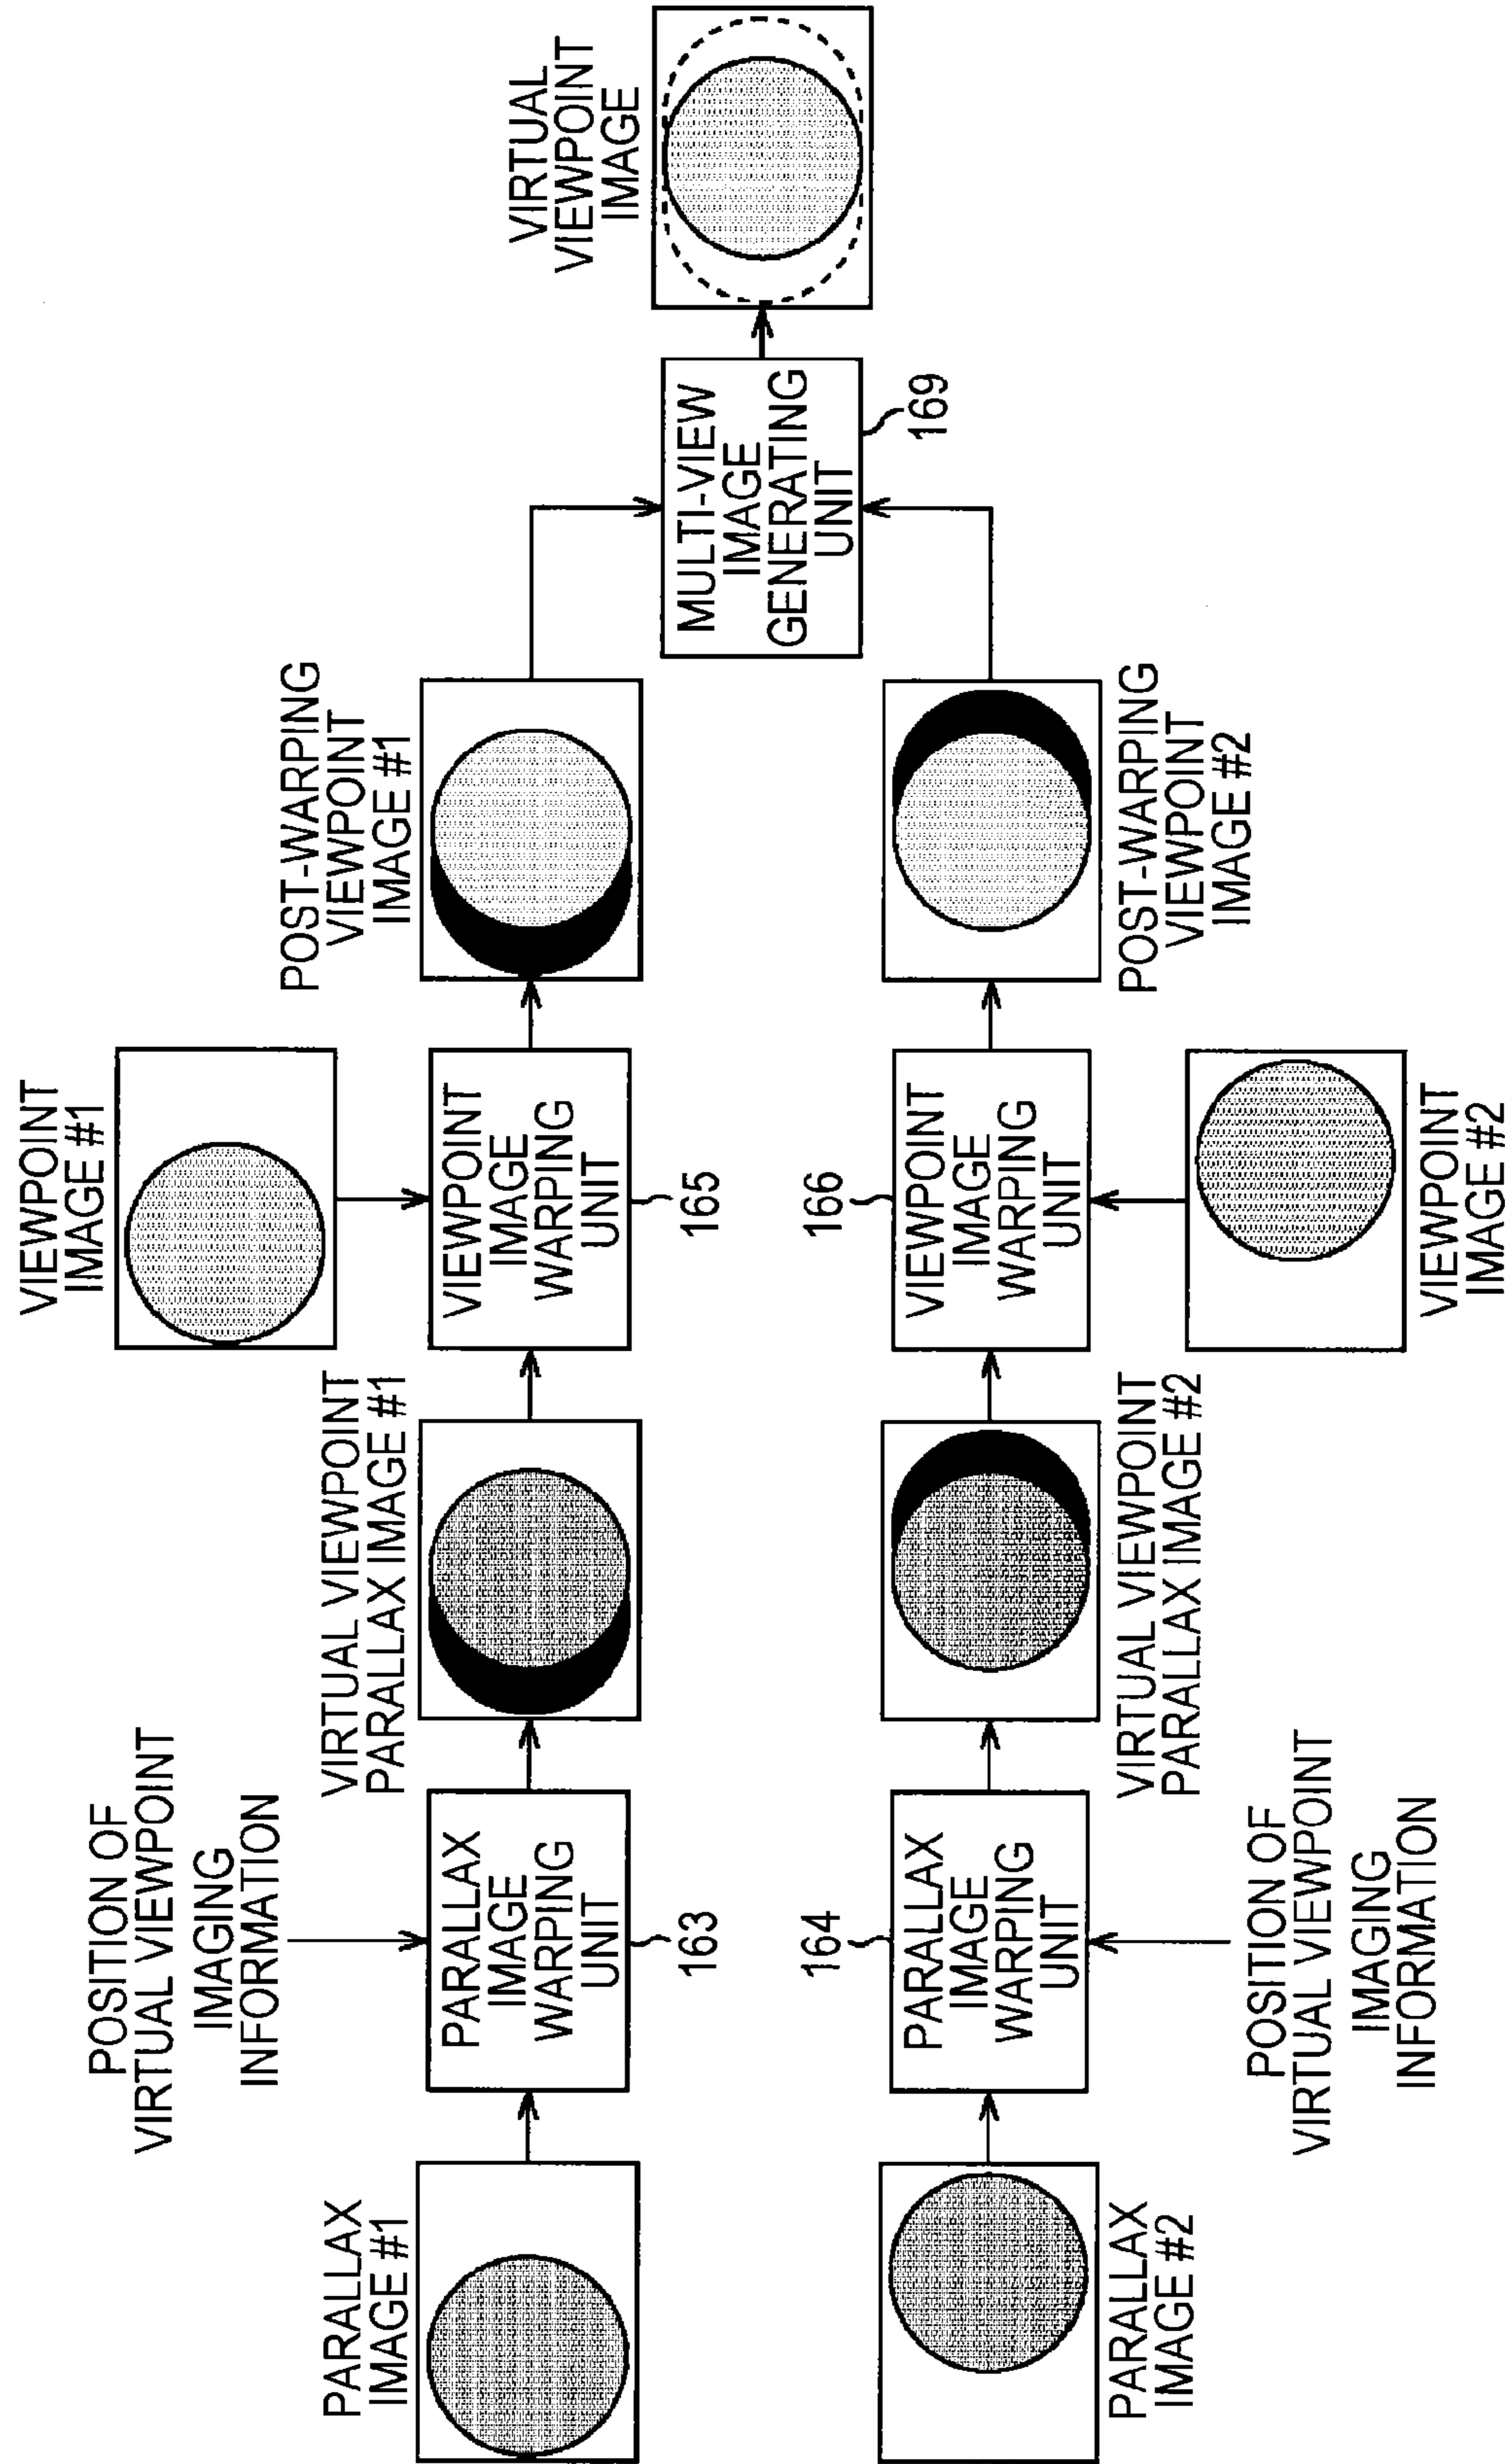 PARALLAX
IMAGE #1
POSITION OF
VIRTUAL VIEWPOINT
IMAGING
INFORMATION
PARALLAX
IMAGE
WARPING
UNIT
163
VIRTUAL VIEWPOINT
PARALLAX IMAGE #1
VIEWPOINT
IMAGE #1
VIEWPOINT
IMAGE
WARPING
UNIT
165
POST-WARPING
VIEWPOINT
IMAGE #1
MULTI-VIEW
IMAGE
GENERATING
UNIT
169
VIRTUAL
VIEWPOINT
IMAGE
PARALLAX
IMAGE #2
164
PARALLAX
IMAGE
WARPING
UNIT
POSITION OF
VIRTUAL VIEWPOINT
IMAGING
INFORMATION
VIRTUAL VIEWPOINT
PARALLAX IMAGE #2
166
VIEWPOINT
IMAGE
WARPING
UNIT
VIEWPOINT
IMAGE #2
POST-WARPING
VIEWPOINT
IMAGE #2